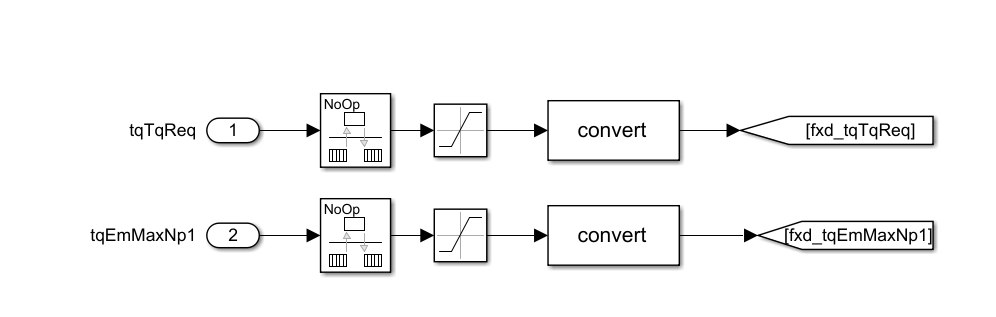 NoOp
tqTqReq
1
convert
[fxd_tqTqReq]
NoOp
tqEmMaxNp1
2
convert
[fxd_tqEmMaxNp1]